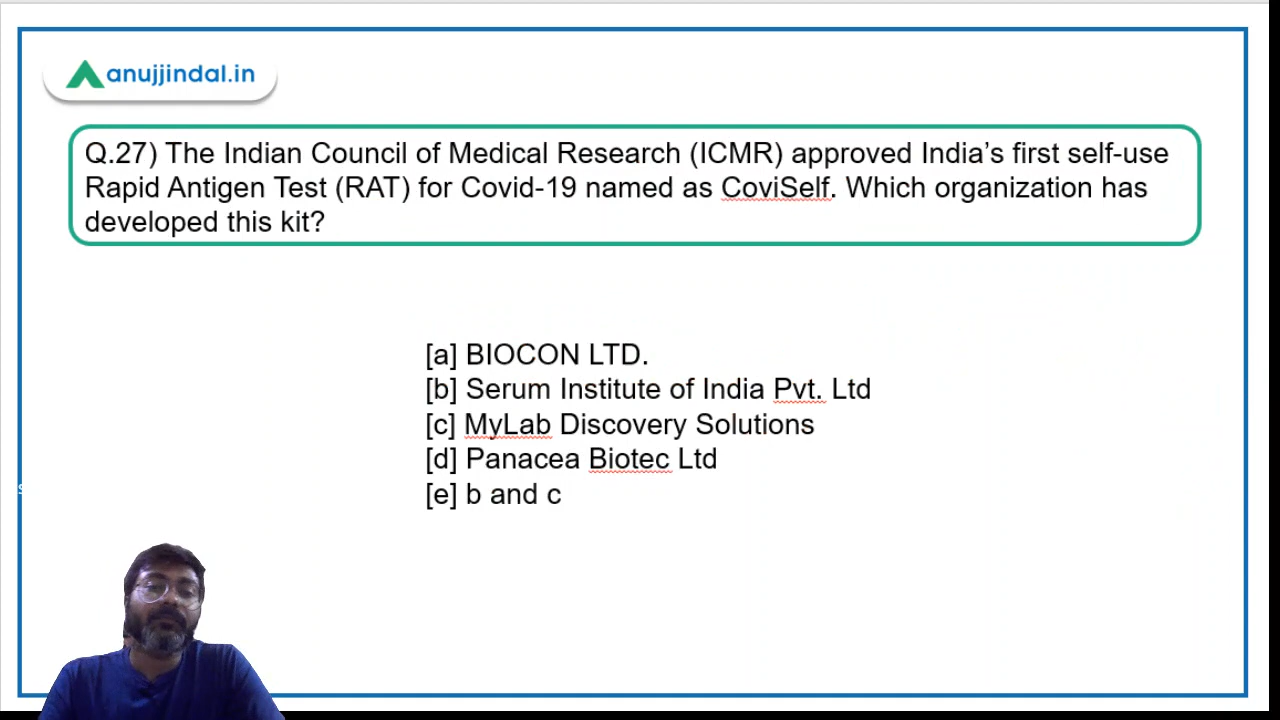 anujjindal.in
Q.27) The Indian Council of Medical Research (ICMR) approved India’s first self-use
Rapid Antigen Test (RAT) for Covid-19 named as CoviSelf. Which organization has
developed this kit?
[a] BIOCON LTD.
[b] Serum Institute of India Pvt. Ltd
[c] MyLab Discovery Solutions
[d] Panacea Biotec Ltd
[e] b and c